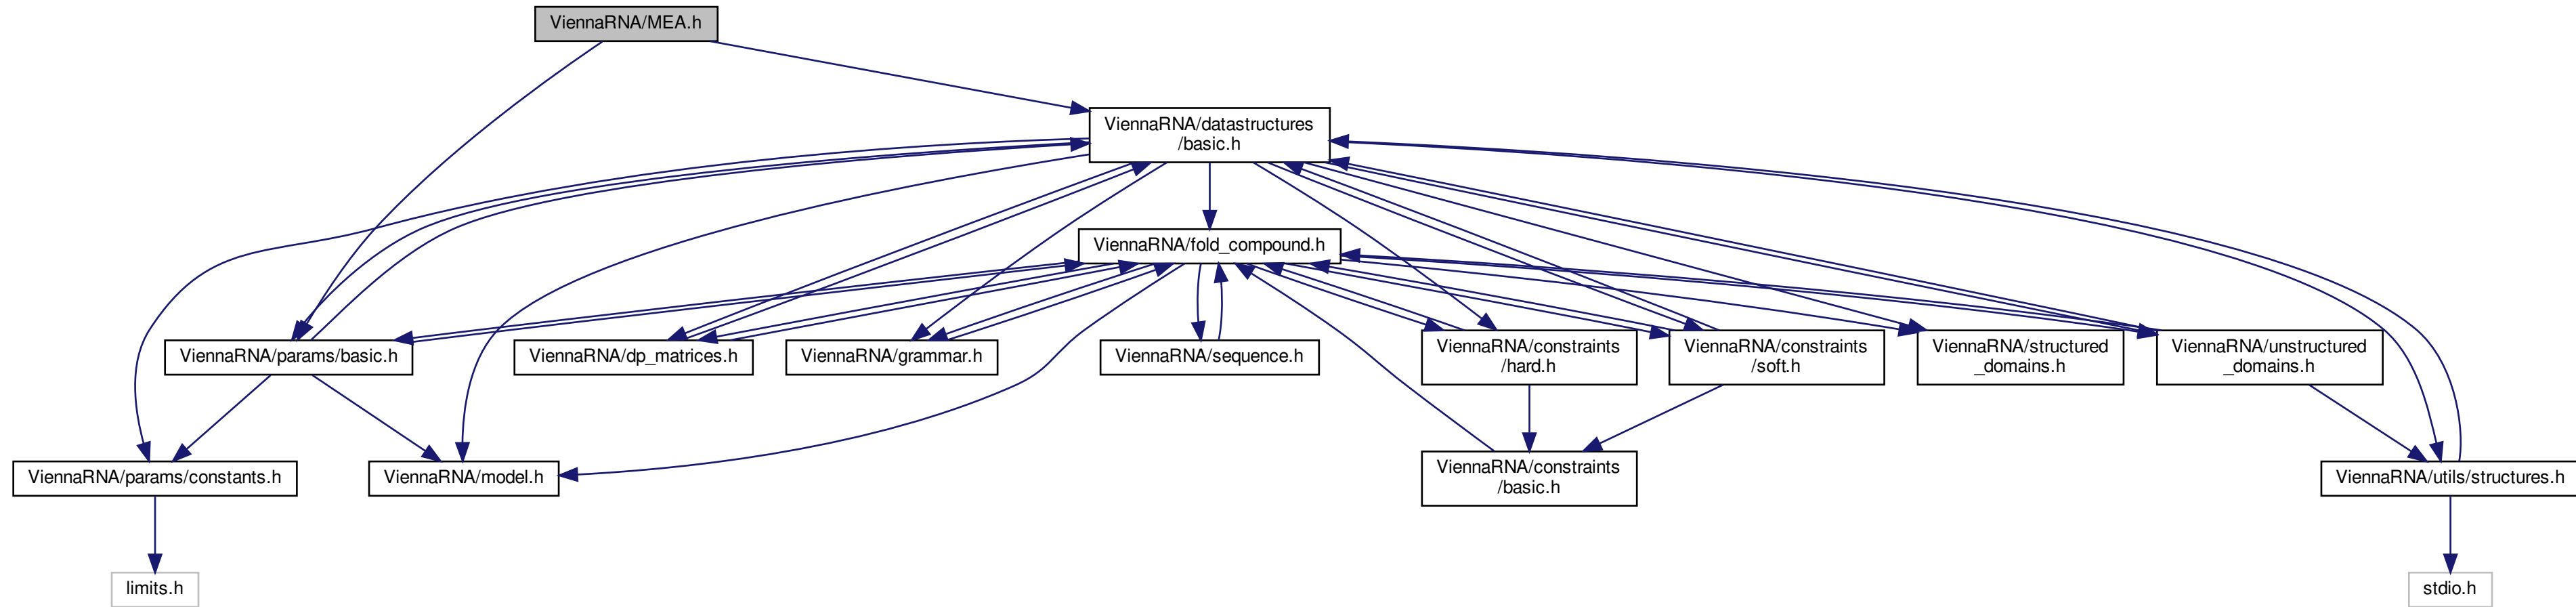 ViennaRNA/MEA.h
ViennaRNA/datastructures
/basic.h
ViennaRNA/fold_compound.h
ViennaRNA/params/basic.h
ViennaRNA/dp_matrices.h
ViennaRNA/grammar.h
ViennaRNA/sequence.h
ViennaRNA/constraints
/hard.h
ViennaRNA/constraints
/soft.h
ViennaRNA/structured
_domains.h
ViennaRNA/unstructured
_domains.h
ViennaRNA/params/constants.h
ViennaRNA/model.h
ViennaRNA/constraints
/basic.h
ViennaRNA/utils/structures.h
limits.h
stdio.h